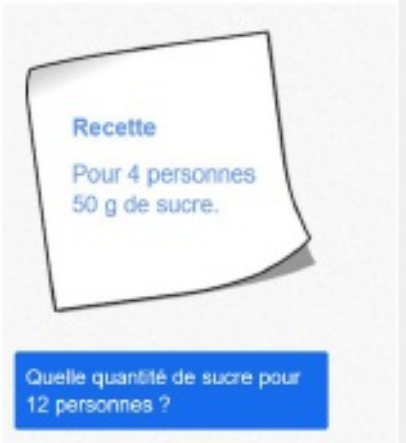 Recette
Pour 4 personnes
50 g de sucre.
Quelle quantité de sucre pour
12 personnes ?